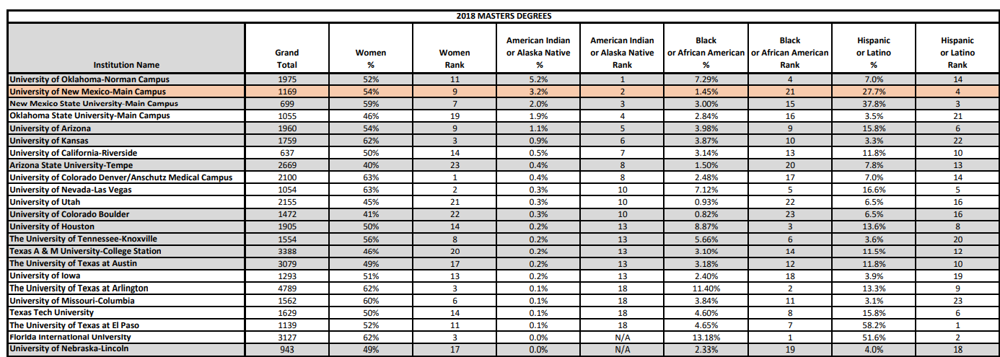 2018 MASTERS DEGREES
Institution Name Grand Total Women % Women Rank American Indian or Alaska Native % American Indian or Alaska Native Rank Black or African American % Black or African American Rank Hispanic or Latino % Hispanic or Latino Rank
University of Oklahoma-Norman Campus 1975 52% 11 5.2% 1 7.29% 4 7.0% 14
University of New Mexico-Main Campus 1169 54% 9 3.2% 2 1.45% 21 27.7% 4
New Mexico State University-Main Campus 699 59% 7 2.0% 3 3.00% 15 37.8% 3
Oklahoma State University-Main Campus 1055 46% 19 1.9% 4 2.84% 16 3.5% 21
University of Arizona 1960 54% 9 1.1% 5 3.98% 9 15.8% 6
University of Kansas 1759 62% 3 0.9% 6 3.87% 10 3.3% 22
University of California-Riverside 637 50% 14 0.5% 7 3.14% 13 11.8% 10
Arizona State University-Tempe 2669 40% 23 0.4% 8 1.50% 20 7.8% 13
University of Colorado Denver/Anschutz Medical Campus 2100 63% 1 0.4% 8 2.48% 17 7.0% 14
University of Nevada-Las Vegas 1054 63% 2 0.3% 10 7.12% 5 16.6% 5
University of Utah 2155 45% 21 0.3% 10 0.93% 22 6.5% 16
University of Colorado Boulder 1472 41% 22 0.3% 10 0.82% 23 6.5% 16
University of Houston 1905 50% 14 0.2% 13 8.87% 3 13.6% 8
The University of Tennessee-Knoxville 1554 56% 8 0.2% 13 5.66% 6 3.6% 20
Texas A & M University-College Station 3388 46% 20 0.2% 13 3.10% 14 11.5% 12
The University of Texas at Austin 3079 49% 17 0.2% 13 3.18% 12 11.8% 10
University of Iowa 1293 51% 13 0.2% 13 2.40% 18 3.9% 19
The University of Texas at Arlington 4789 62% 3 0.1% 18 11.40% 2 13.3% 9
University of Missouri-Columbia 1562 60% 6 0.1% 18 3.84% 11 3.1% 23
Texas Tech University 1629 50% 14 0.1% 18 4.60% 8 15.8% 6
The University of Texas at El Paso 1139 52% 11 0.1% 18 4.65% 7 58.2% 1
Florida International University 3127 62% 3 0.0% N/A 13.18% 1 51.6% 2
University of Nebraska-Lincoln 943 49% 17 0.0% N/A 2.33% 19 4.0% 18